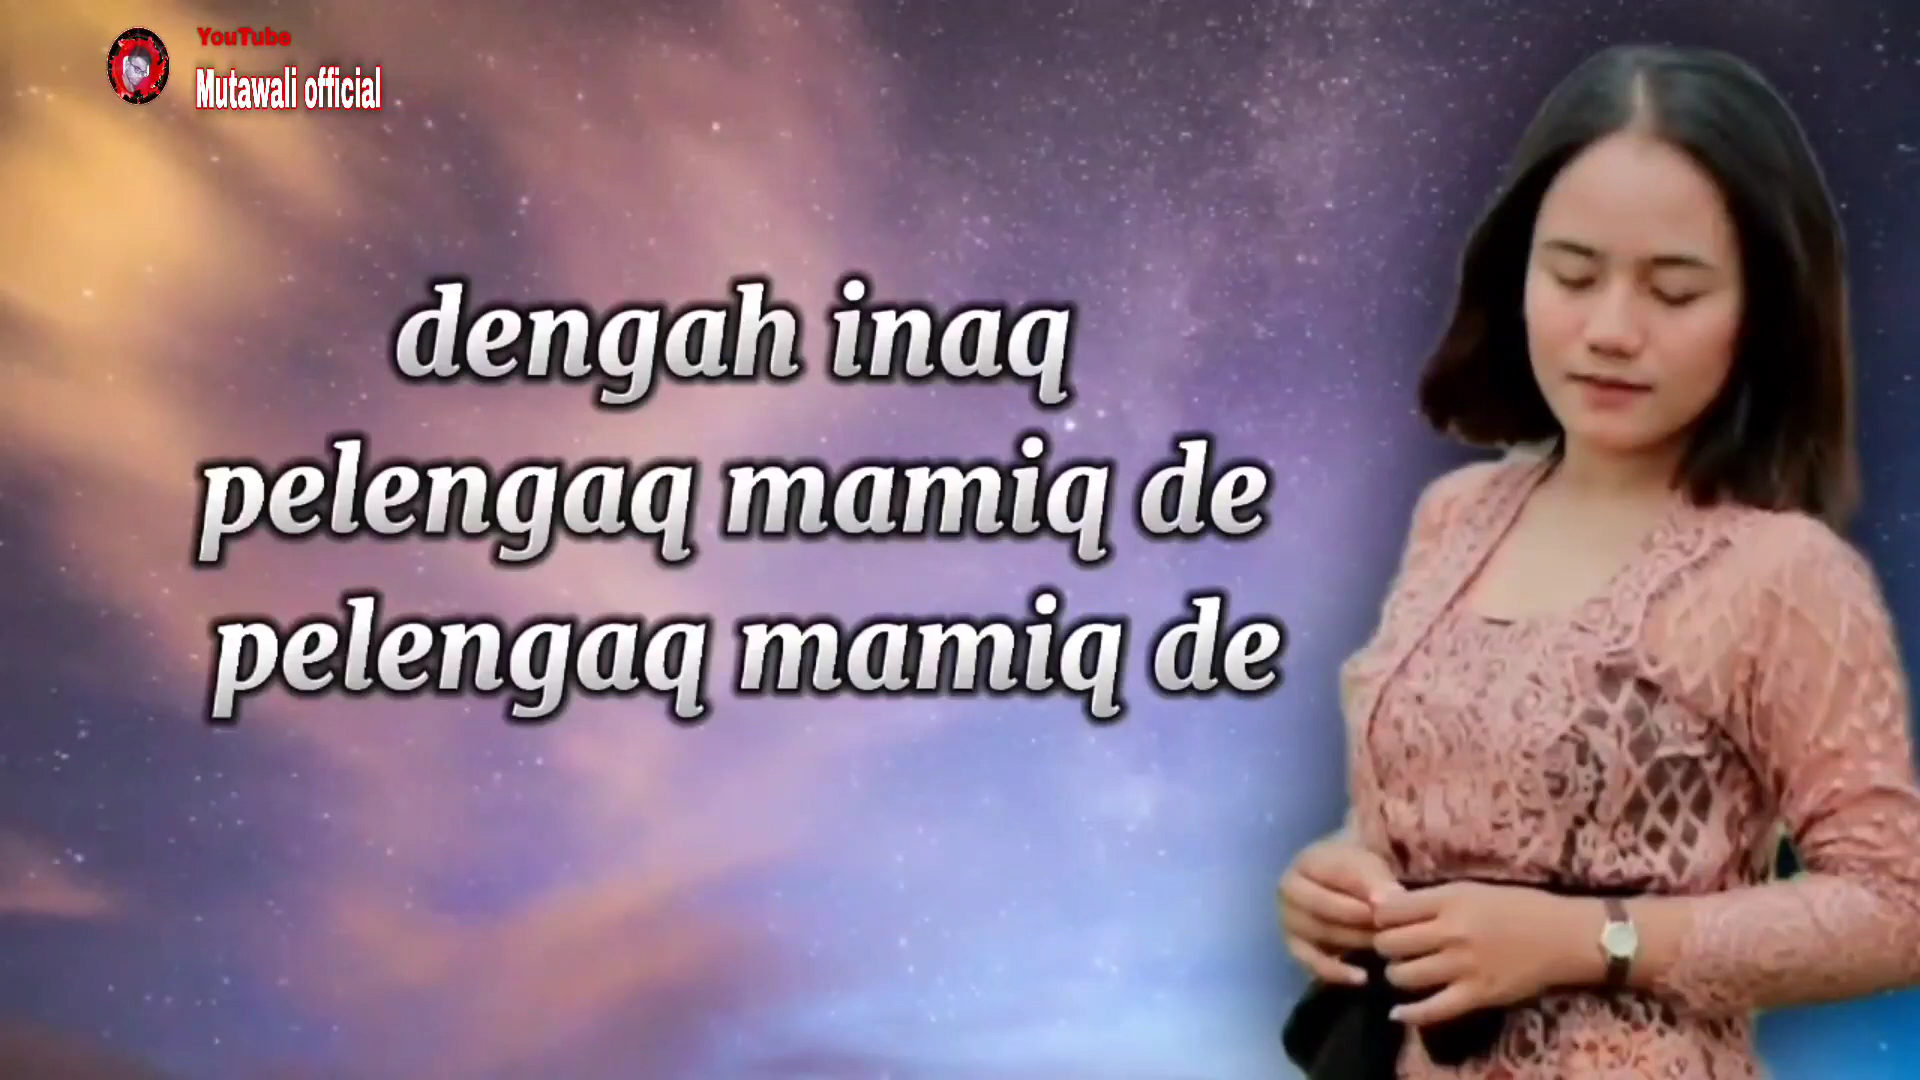 YouTube
Mutawali official
dengah inaq
pelengaq mamiq de
pelengaq mamiq de